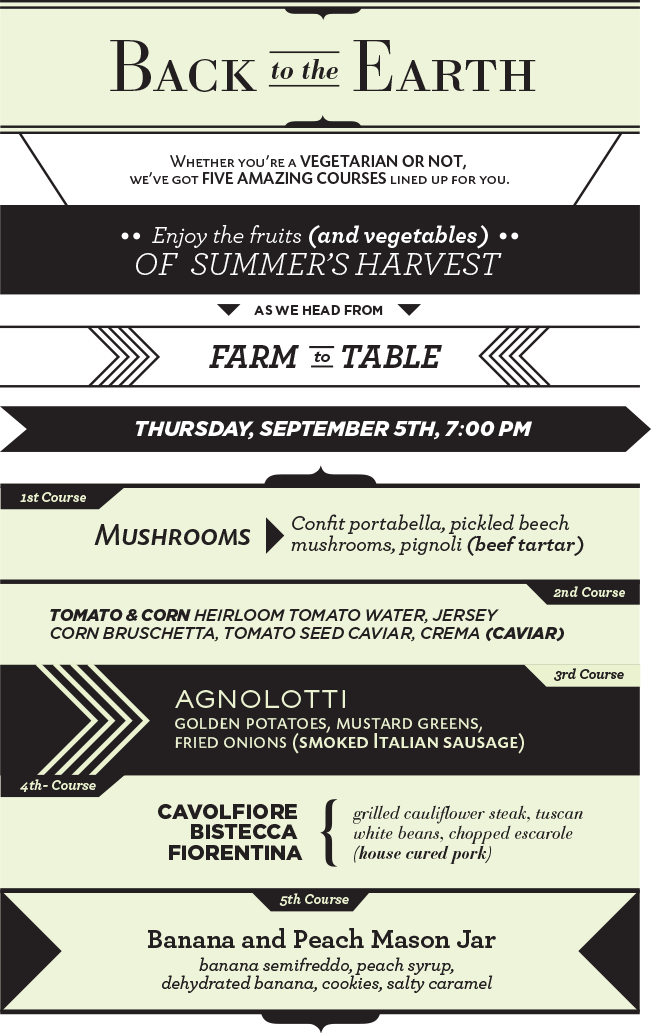 Back to the Earth
Whether you're a VEGETARIAN OR NOT,
we've got FIVE AMAZING COURSES lined up for you.
•• Enjoy the fruits (and vegetables) ••
OF SUMMER'S HARVEST
AS WE HEAD FROM
FARM to TABLE
THURSDAY, SEPTEMBER 5TH, 7:00 PM
1st Course
Mushrooms
Confit portabella, pickled beech
mushrooms, pignoli (beef tartar)
2nd Course
TOMATO & CORN HEIRLOOM TOMATO WATER, JERSEY
CORN BRUSCHETTA, TOMATO SEED CAVIAR, CREMA (CAVIAR)
3rd Course
AGNOLOTTI
golden potatoes, mustard greens,
fried onions (smoked Italian sausage)
4th- Course
CAVOLFIORE
BISTECCA
FIORENTINA
grilled cauliflower steak, tuscan
white beans, chopped escarole
(house cured pork)
5th Course
Banana and Peach Mason Jar
banana semifreddo, peach syrup,
dehydrated banana, cookies, salty caramel